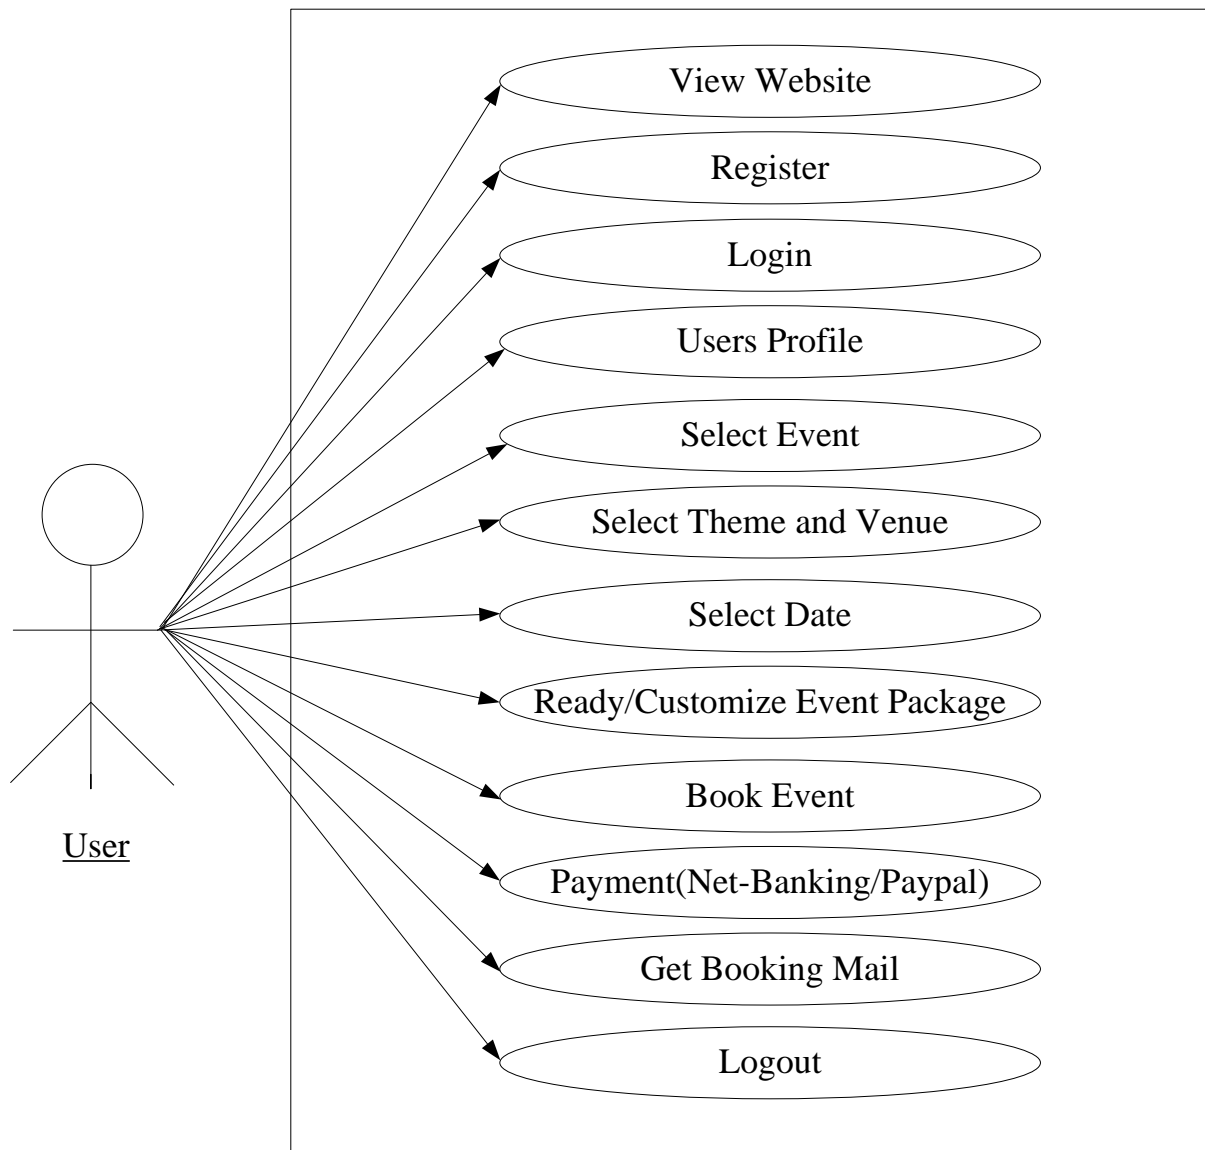 View Website
Register
Login
Users Profile
Select Event
Select Theme and Venue
Select Date
Ready/Customize Event Package
Book Event
User
Payment(Net-Banking/Paypal)
Get Booking Mail
Logout